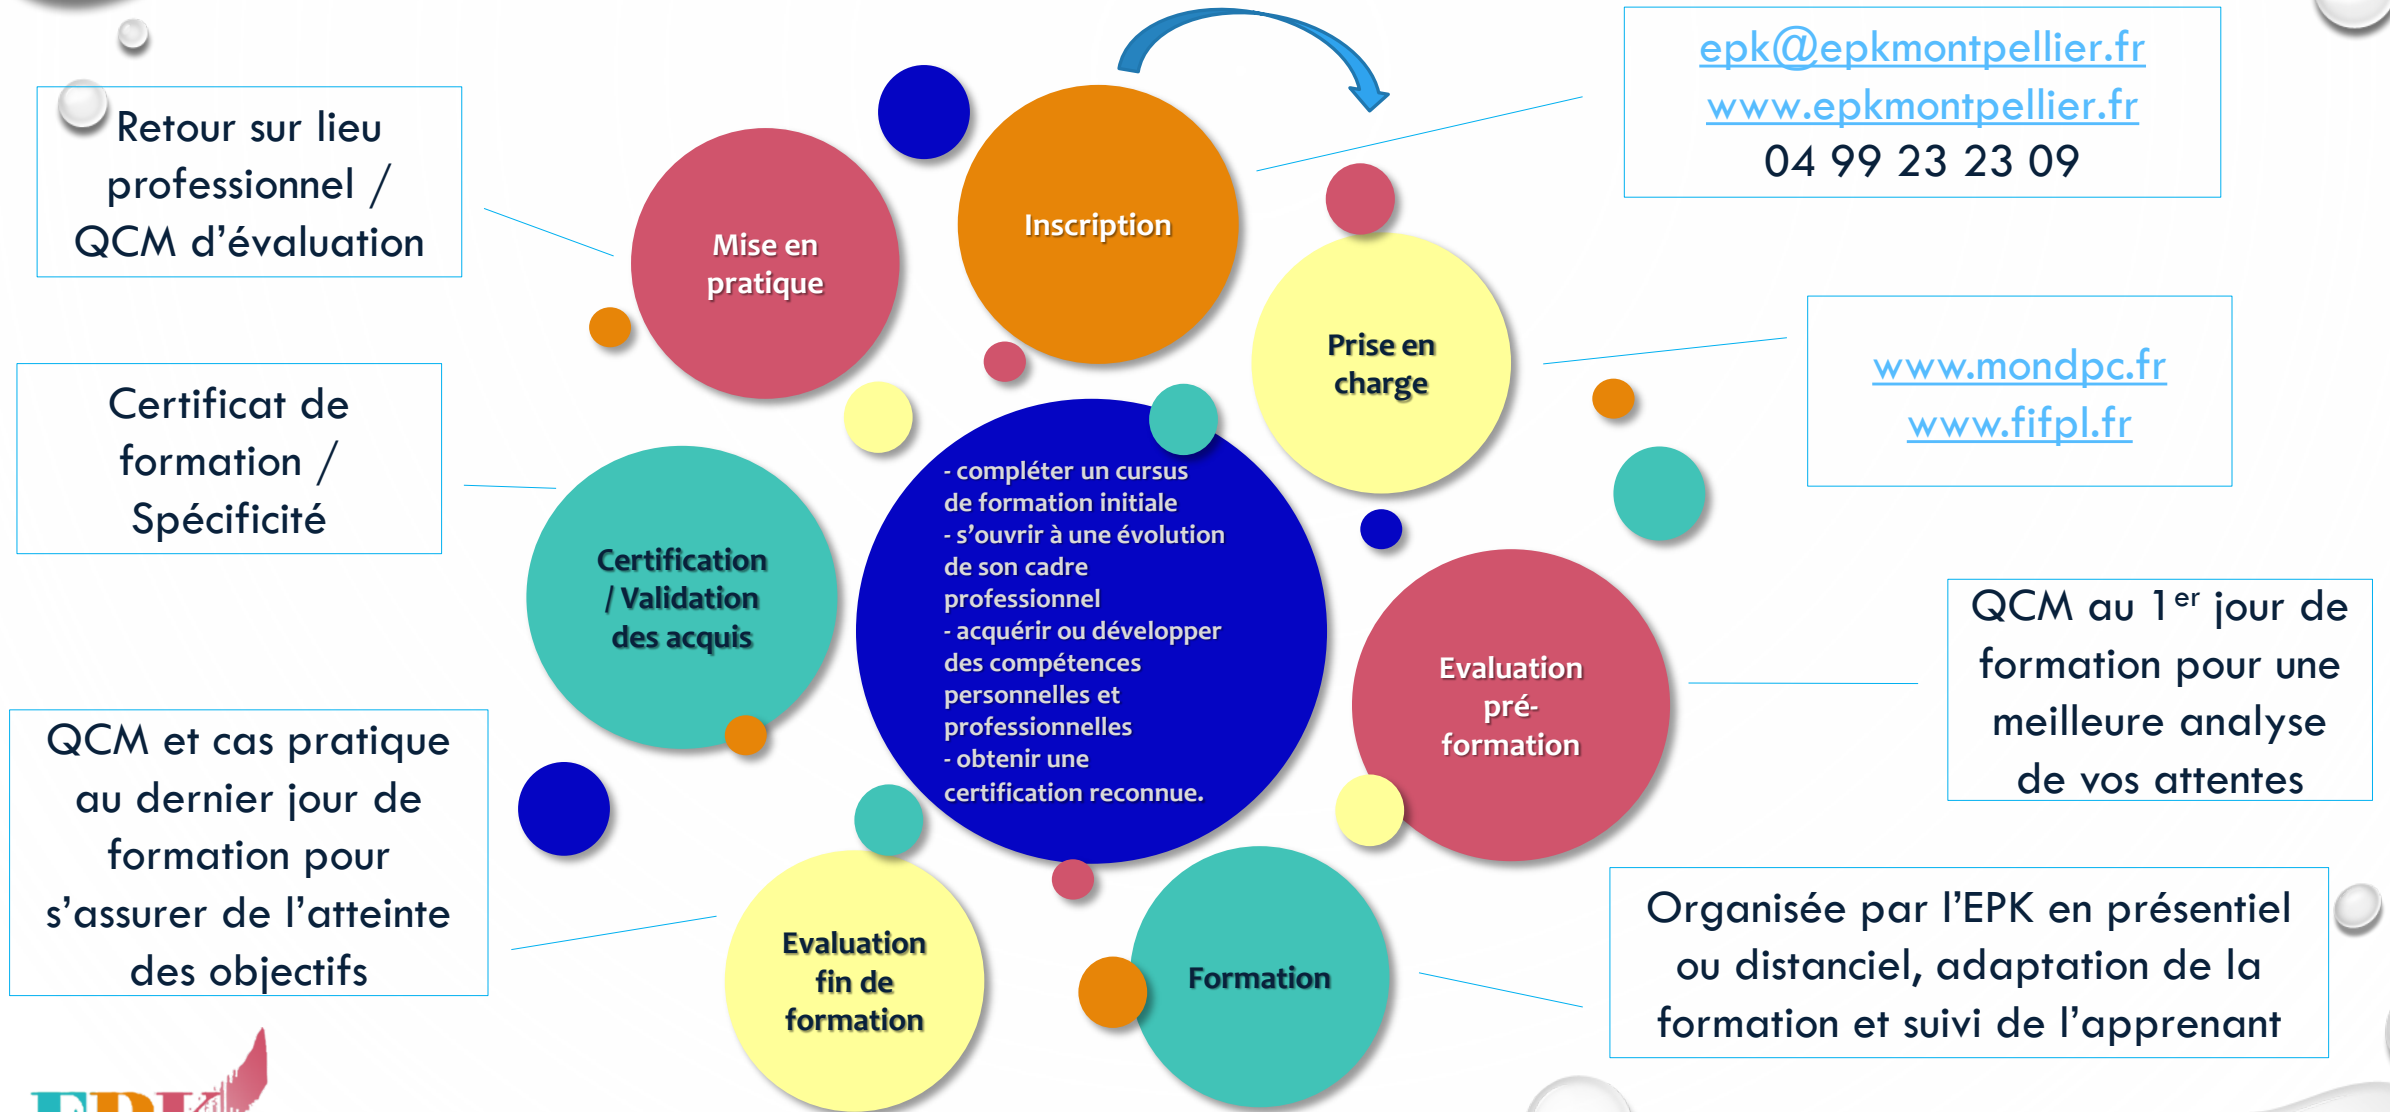 epk@epkmontpellier.fr
www.epkmontpellier.fr
04 99 23 23 09
Retour sur lieu
professionnel /
QCM d’évaluation
Inscription
Mise en
pratique
Prise en
charge
www.mondpc.fr
www.fifpl.fr
Certificat de
formation /
Spécificité
Certification
/ Validation
des acquis
- compléter un cursus
de formation initiale
- s’ouvrir à une évolution
de son cadre
professionnel
- acquérir ou développer
des compétences
personnelles et
professionnelles
- obtenir une
certification reconnue.
Evaluation
pré-
formation
QCM au 1er jour de
formation pour une
meilleure analyse
de vos attentes
QCM et cas pratique
au dernier jour de
formation pour
s’assurer de l’atteinte
des objectifs
Evaluation
fin de
formation
Formation
Organisée par l’EPK en présentiel
ou distanciel, adaptation de la
formation et suivi de l’apprenant
EPK